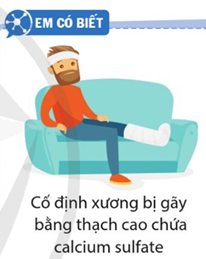 EM CÓ BIẾT
Cố định xương bị gãy
bằng thạch cao chứa
calcium sulfate